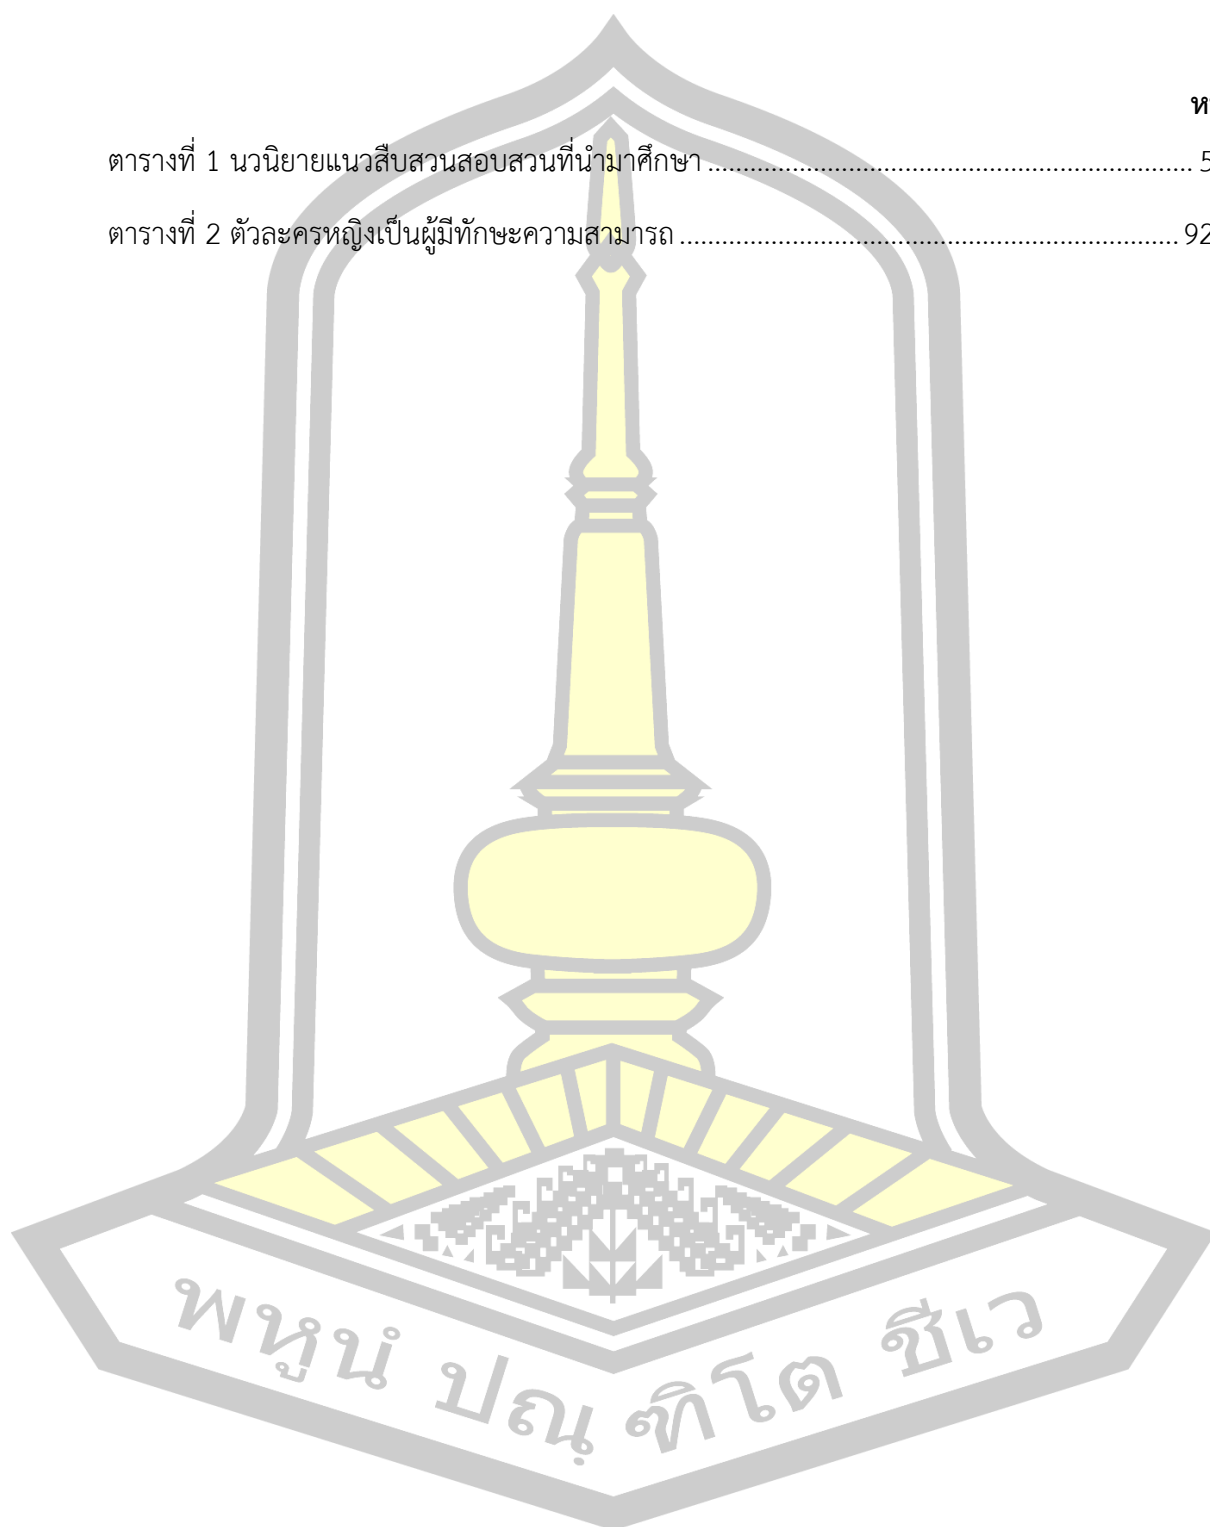 ตารางที่ 1 นวนิยายแนวสืบสวนสอบสวนที่นำมาศึกษา ............................................................................ 5
ตารางที่ 2 ตัวละครหญิงเป็นผู้มีทักษะความสามารถ .............................................................................. 92
พหูนํ ปณฺฑิโต ชีเว